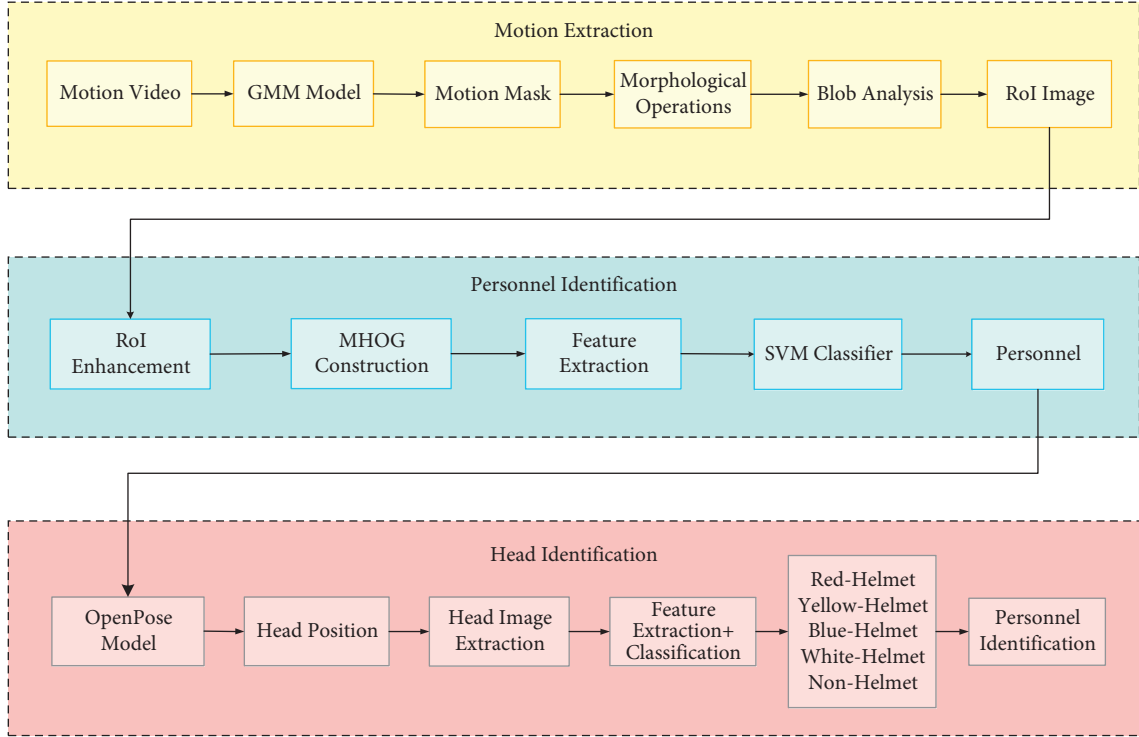 Motion Extraction
Motion Video
GMM Model
Motion Mask
Morphological
Operations
Blob Analysis
RoI Image
Personnel Identification
RoI
Enhancement
MHOG
Construction
Feature
Extraction
SVM Classifier
Personnel
Head Identification
OpenPose
Model
Head Position
Head Image
Extraction
Feature
Extraction+
Classification
Red-Helmet
Yellow-Helmet
Blue-Helmet
White-Helmet
Non-Helmet
Personnel
Identification